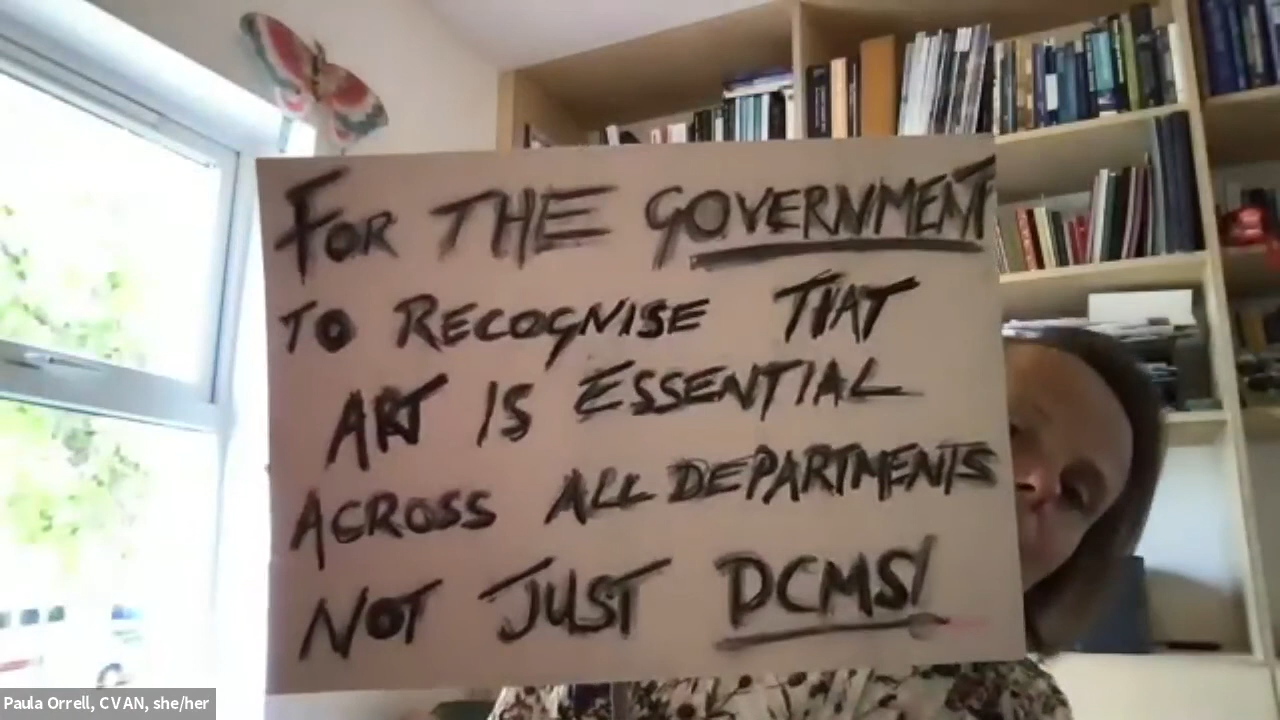 FOR THE GOVERNMENT
TO RECOGNISE THAT
ART IS ESSENTIAL
ACROSS ALL DEPARTMENTS
NOT JUST DCMS!
Paula Orrell, CVAN, she/her